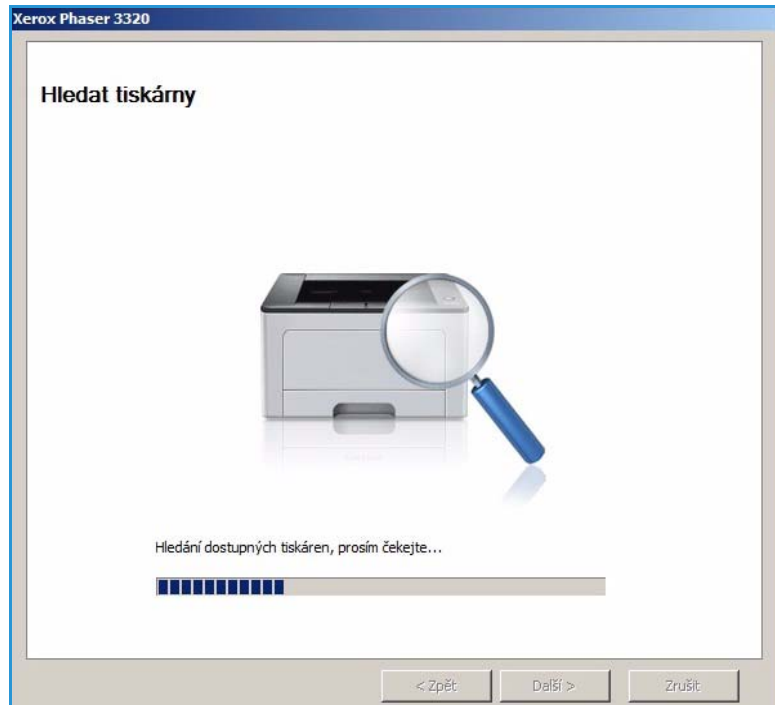 Xerox Phaser 3320
Hledat tiskárny
Hledání dostupných tiskáren, prosím čekejte...
< Zpět
Další >
Zrušit